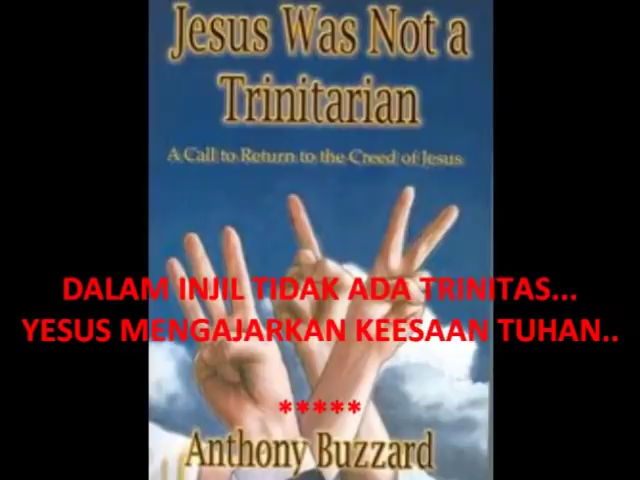 Jesus Was Not a
Trinitarian
A Call to Return to the Creed of Jesus
DALAM INJIL TIDAK ADA TRINITAS...
YESUS MENGAJARKAN KEESAAN TUHAN..
*****
Anthony Buzzard